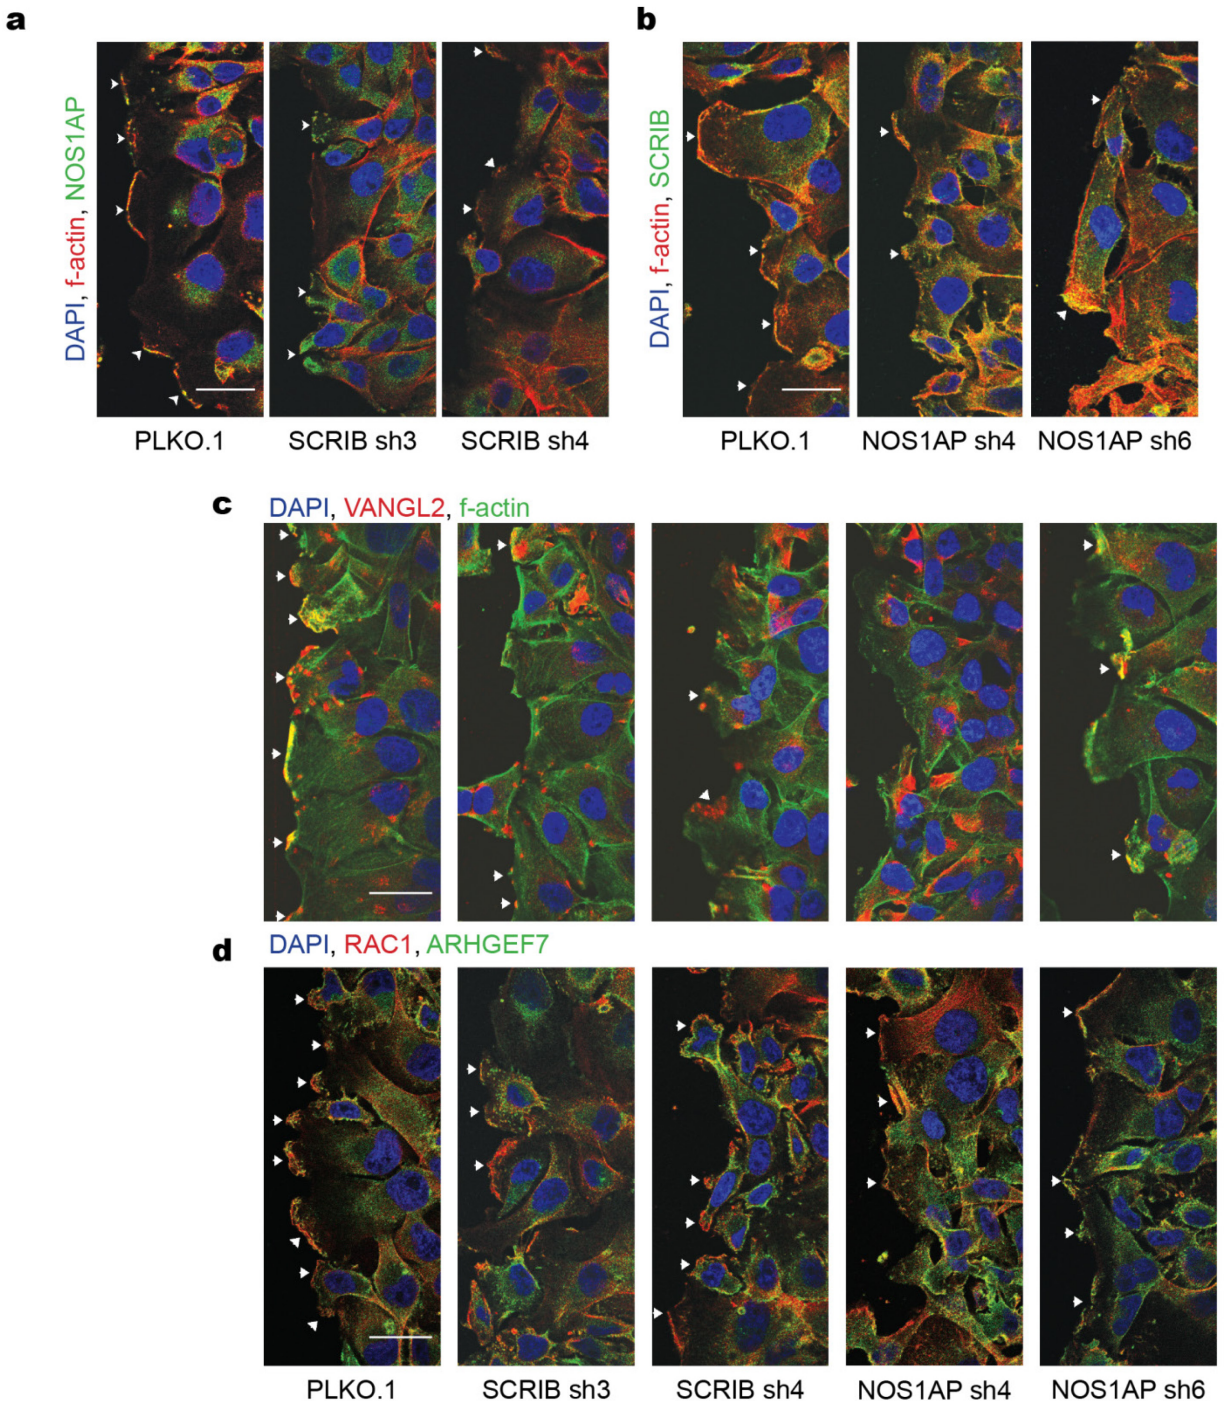 a
b
DAPI, f-actin, NOS1AP
DAPI, f-actin, SCRIB
PLKO.1
SCRIB sh3
SCRIB sh4
PLKO.1
NOS1AP sh4
NOS1AP sh6
c
DAPI, VANGL2, f-actin
d
DAPI, RAC1, ARHGEF7
PLKO.1
SCRIB sh3
SCRIB sh4
NOS1AP sh4
NOS1AP sh6